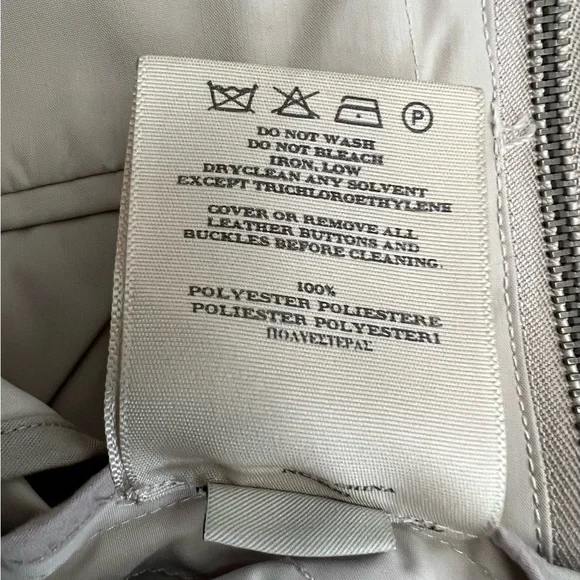 P
DO NOT WASH
DO NOT BLEACH
IRON, LOW
DRYCLEAN ANY SOLVENT
EXCEPT TRICHLOROETHYLENE
COVER OR REMOVE ALL
LEATHER BUTTONS AND
BUCKLES BEFORE CLEANING.
100%
POLYESTER POLIESTERE
POLIESTER POLYESTERI
ΠΟΛΥΕΣΤΕΡΑΣ